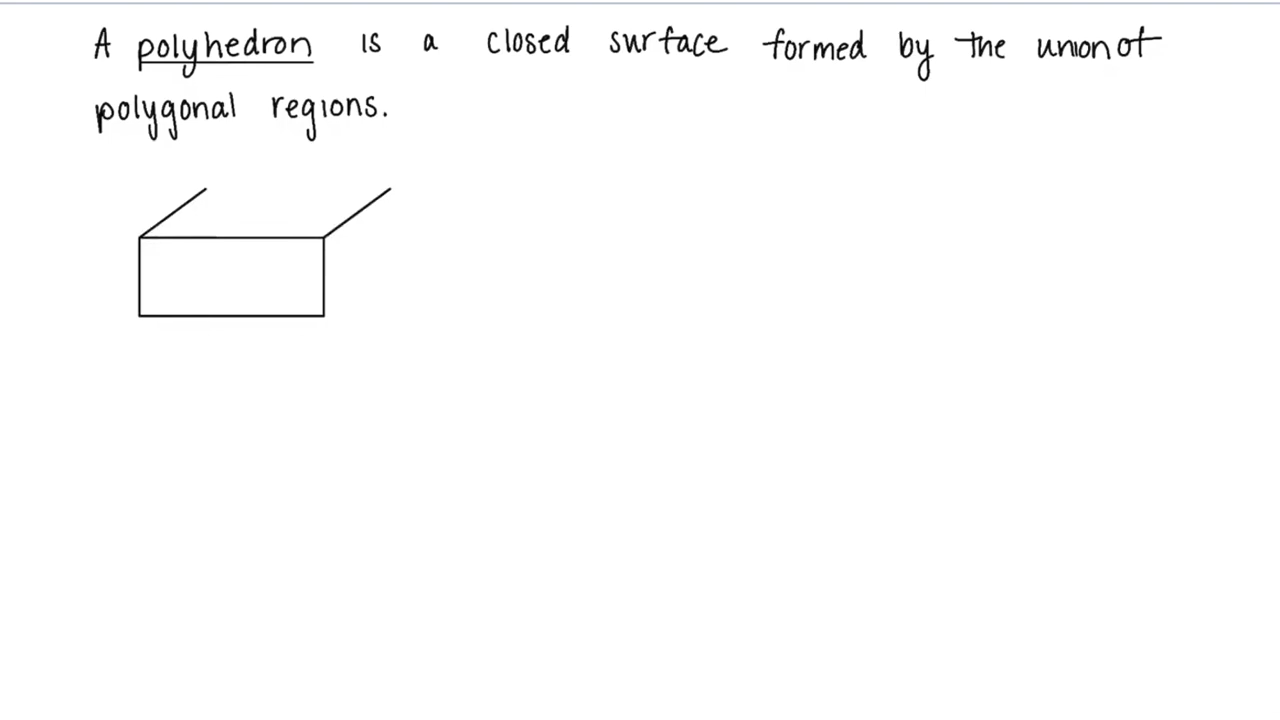 A polyhedron is a closed surface formed by the union of
polygonal regions.